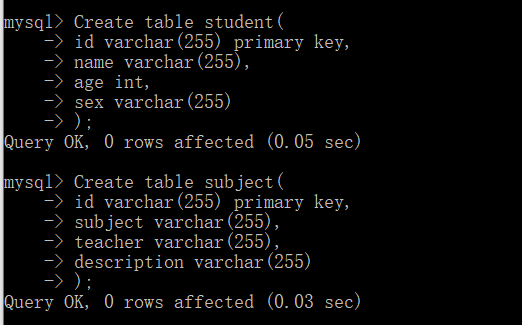 mysql> Create table student(
    -> id varchar(255) primary key,
    -> name varchar(255),
    -> age int,
    -> sex varchar(255)
    -> );
Query OK, 0 rows affected (0.05 sec)
mysql> Create table subject(
    -> id varchar(255) primary key,
    -> subject varchar(255),
    -> teacher varchar(255),
    -> description varchar(255)
    -> );
Query OK, 0 rows affected (0.03 sec)